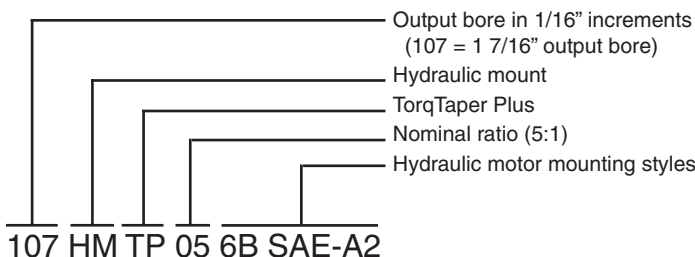 Output bore in 1/16” increments
(107 = 1 7/16” output bore)
Hydraulic mount
TorqTaper Plus
Nominal ratio (5:1)
Hydraulic motor mounting styles
107 HM TP 05 6B SAE-A2